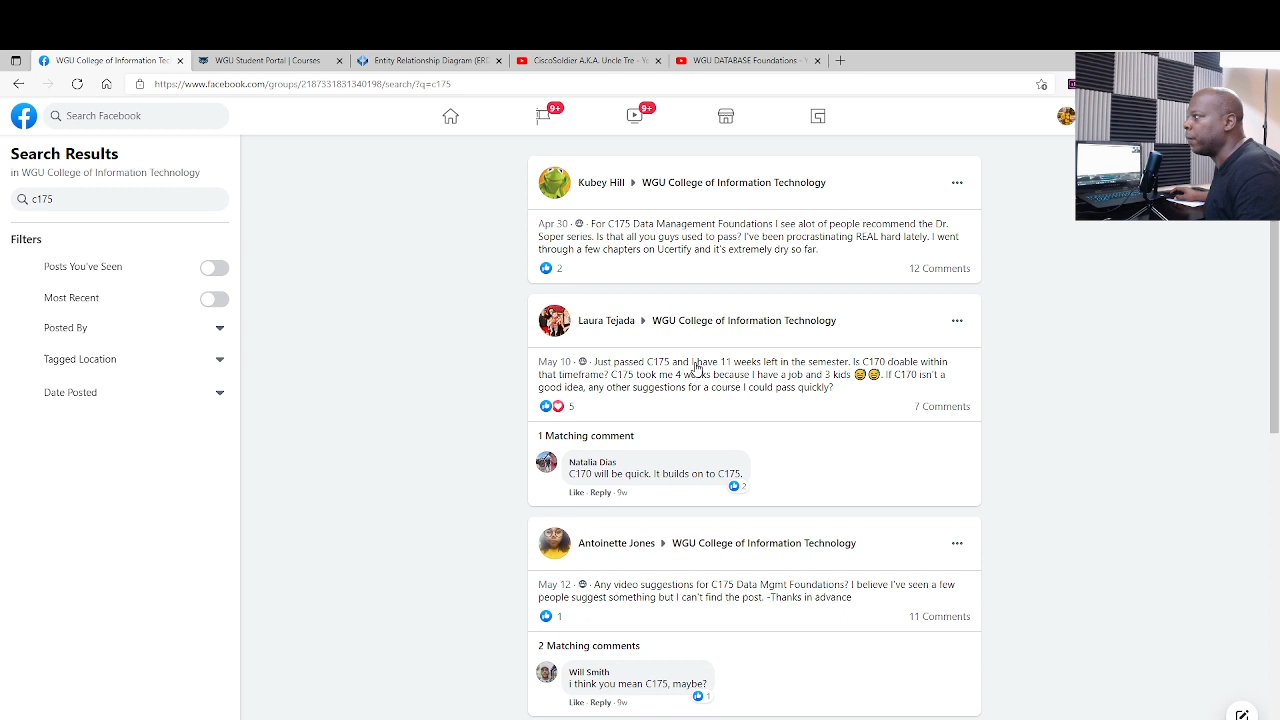 WGU College of Information Tec
WGU Student Portal | Courses
Entity Relationship Diagram (ERD)
CiscoSoldier A.K.A. Uncle Tre - Yo
WGU DATABASE Foundations - Y
https://www.facebook.com/groups/2187331831340198/search/?q=c175
Search Facebook
9+
9+
Search Results
in WGU College of Information Technology
c175
Filters
Posts You've Seen
Most Recent
Posted By
Tagged Location
Date Posted
Kubey Hill WGU College of Information Technology
Apr 30 · For C175 Data Management Foundations I see alot of people recommend the Dr.
Soper series. Is that all you guys used to pass? I've been procrastinating REAL hard lately. I went
through a few chapters on Ucertify and it's extremely dry so far.
2
12 Comments
Laura Tejada WGU College of Information Technology
May 10 · Just passed C175 and I have 11 weeks left in the semester. Is C170 doable within
that timeframe? C175 took me 4 weeks because I have a job and 3 kids 😅😅. If C170 isn't a
good idea, any other suggestions for a course I could pass quickly?
5
7 Comments
1 Matching comment
Natalia Dias
C170 will be quick. It builds on to C175.
2
Like · Reply · 9w
Antoinette Jones WGU College of Information Technology
May 12 · Any video suggestions for C175 Data Mgmt Foundations? I believe I've seen a few
people suggest something but I can't find the post. -Thanks in advance
1
11 Comments
2 Matching comments
Will Smith
i think you mean C175, maybe?
1
Like · Reply · 9w